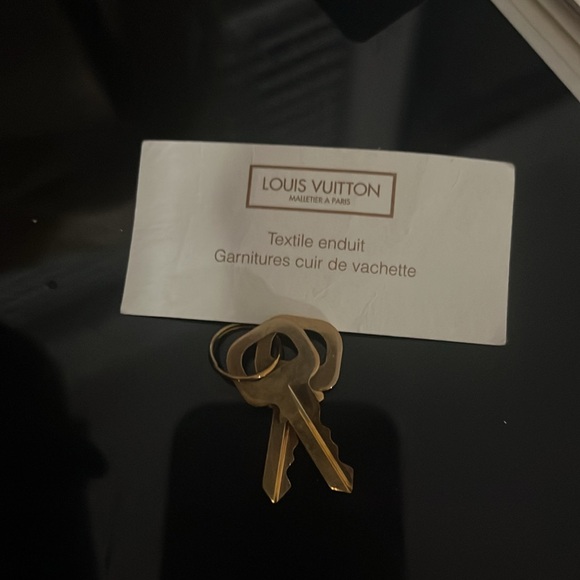 LOUIS VUITTON
MALLETIER A PARIS
Textile enduit
Garnitures cuir de vachette